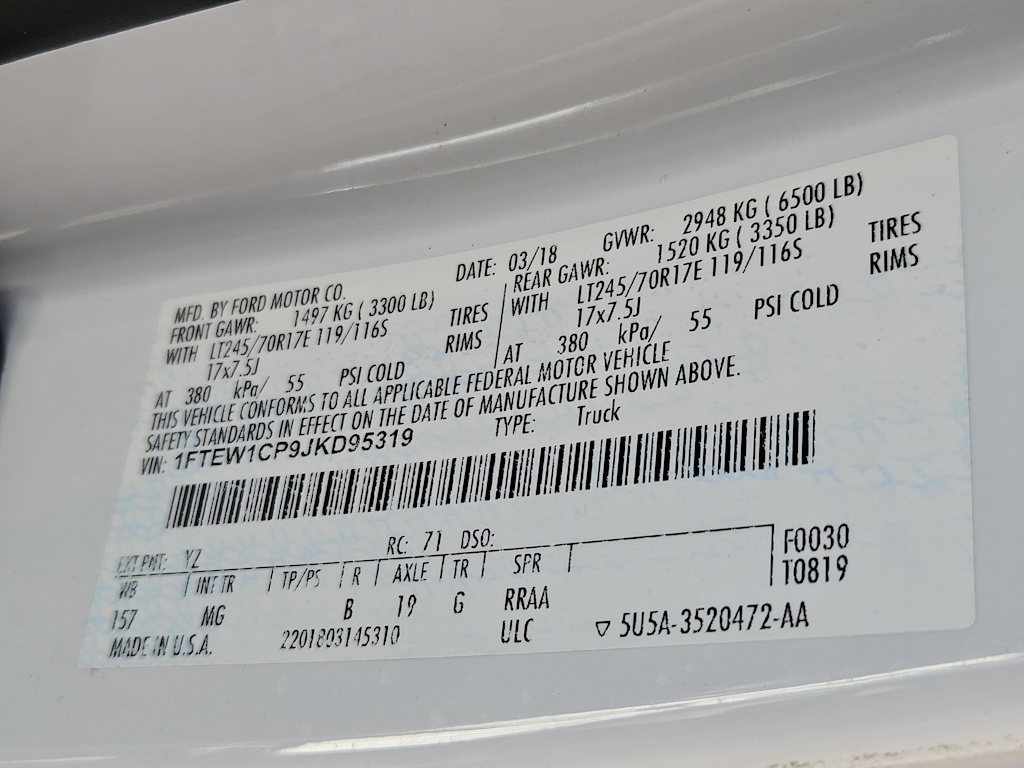 MFD. BY FORD MOTOR CO.
DATE: 03/18 GVWR: 2948 KG ( 6500 LB)
FRONT GAWR: 1497 KG ( 3300 LB) REAR GAWR: 1520 KG ( 3350 LB)
WITH LT245/70R17E 119/116S TIRES WITH LT245/70R17E 119/116S TIRES
17x7.5J RIMS 17x7.5J RIMS
AT 380 kPa/ 55 PSI COLD AT 380 kPa/ 55 PSI COLD
THIS VEHICLE CONFORMS TO ALL APPLICABLE FEDERAL MOTOR VEHICLE
SAFETY STANDARDS IN EFFECT ON THE DATE OF MANUFACTURE SHOWN ABOVE.
VIN: 1FTEW1CP9JKD95319 TYPE: Truck
EXT PNT: YZ RC: 71 DSO: F0030
WB INT TR TP/PS R AXLE TR SPR T0819
157 MG B 19 G RRAA
MADE IN U.S.A. 2201803145310 ULC ▽ 5U5A-3520472-AA